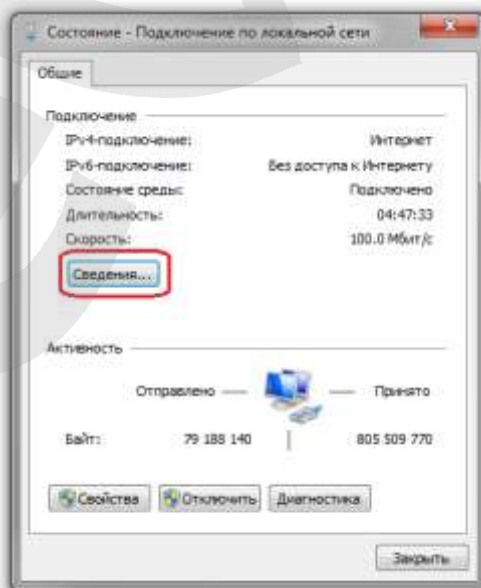 Состояние - Подключение по локальной сети
Общие
Подключение
IPv4-подключение: Интернет
IPv6-подключение: Без доступа к Интернету
Состояние среды: Подключено
Длительность: 04:47:33
Скорость: 100.0 Мбит/с
Сведения...
Активность
Отправлено — — Принято
Байт: 79 188 140 | 805 509 770
Свойства Отключить Диагностика
Закрыть